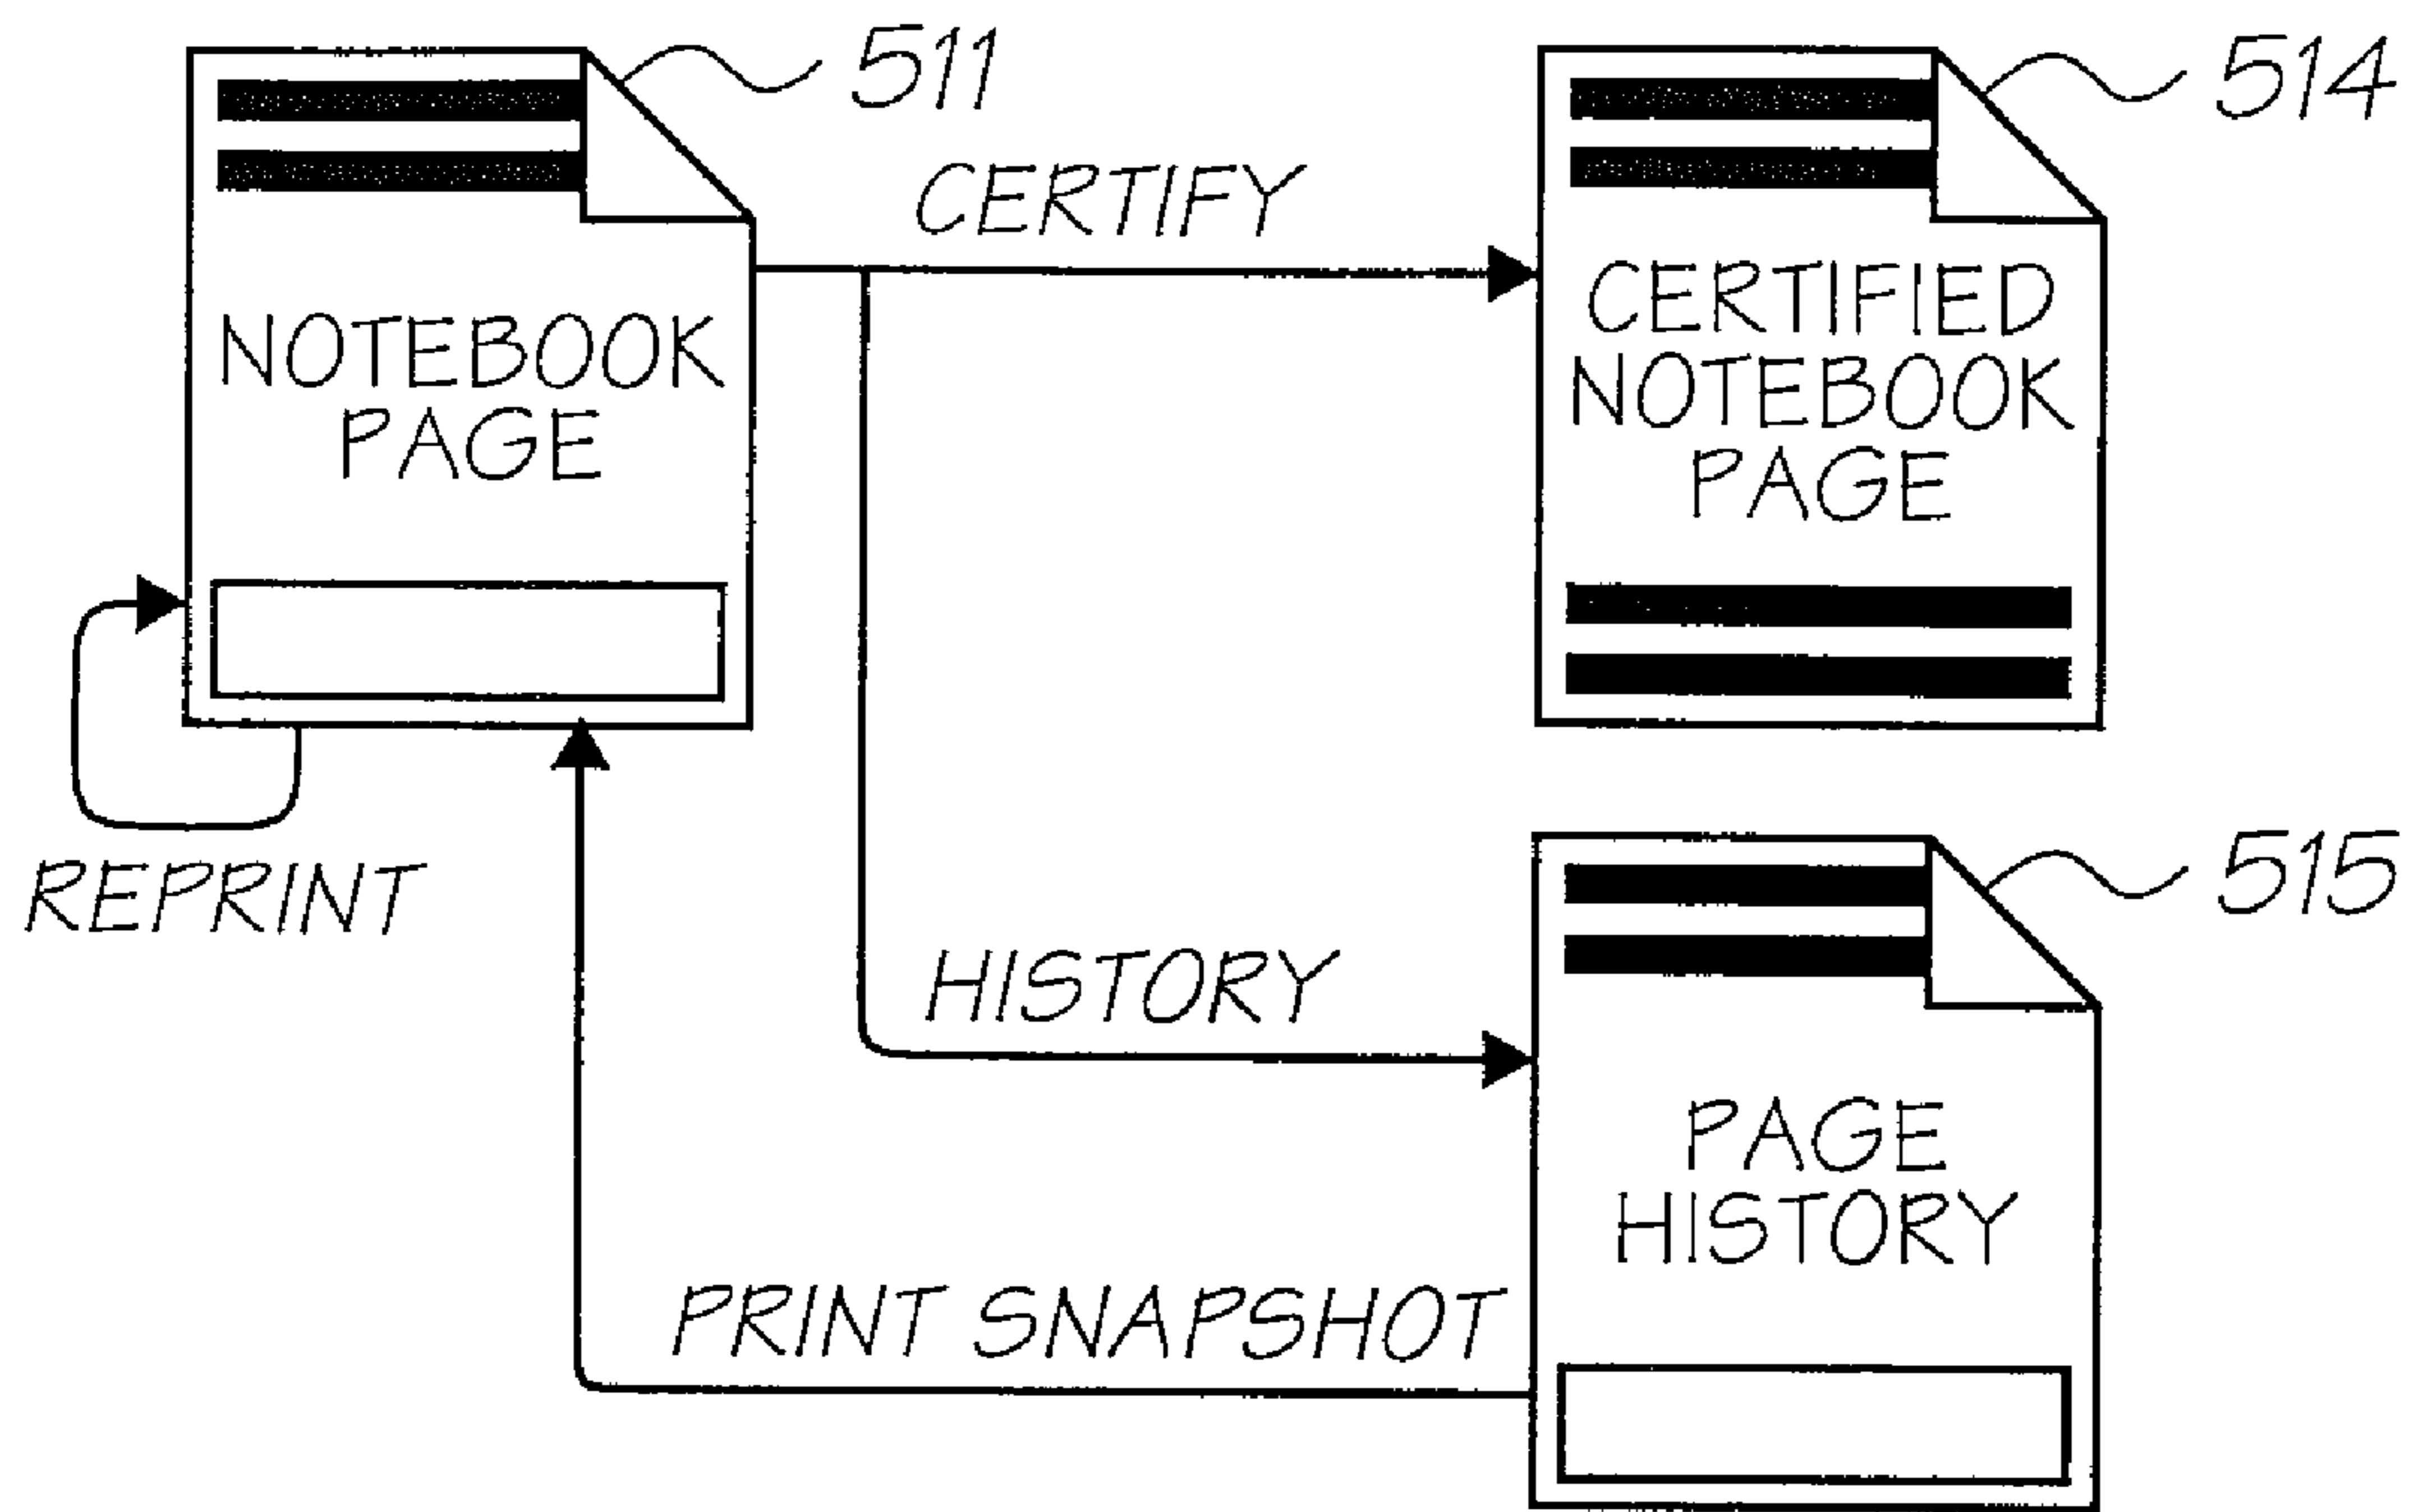 511
514
CERTIFY
NOTEBOOK
PAGE
CERTIFIED
NOTEBOOK
PAGE
REPRINT
515
HISTORY
PAGE
HISTORY
PRINT SNAPSHOT